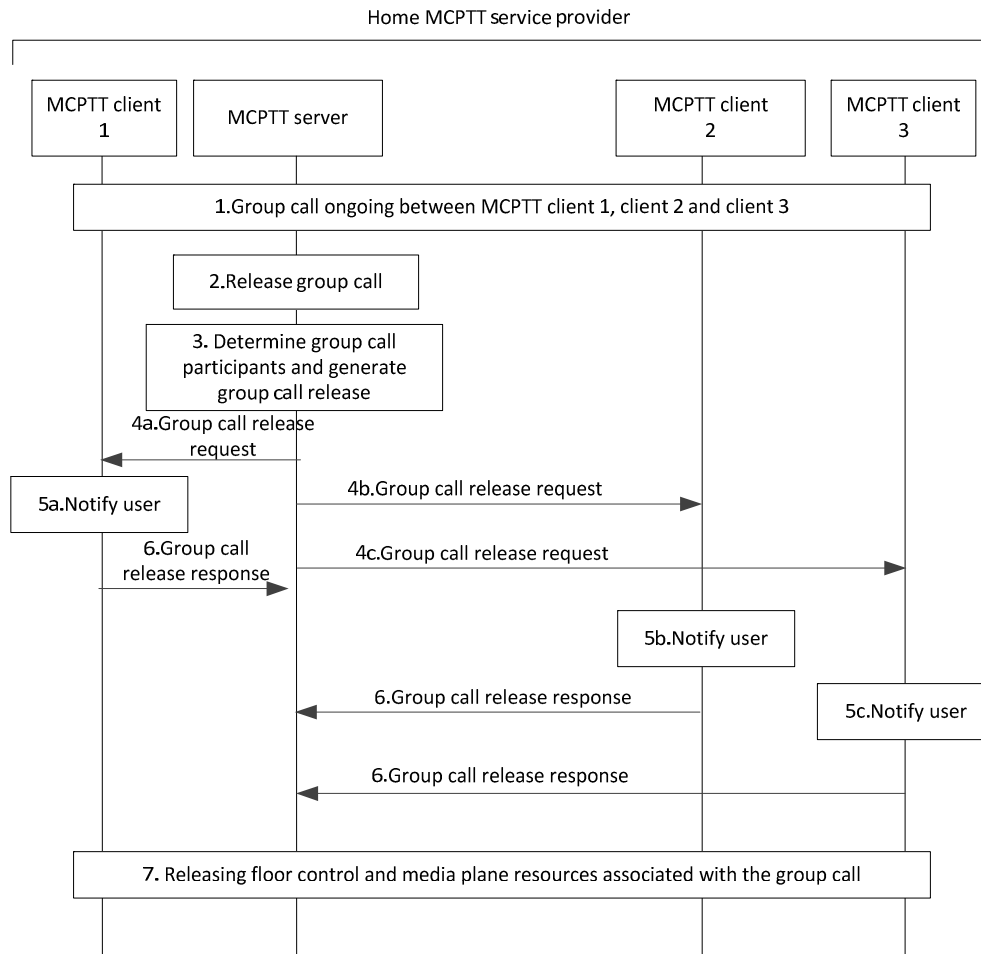 Home MCPTT service provider
MCPTT client
1
MCPTT server
MCPTT client
2
MCPTT client
3
1.Group call ongoing between MCPTT client 1, client 2 and client 3
2.Release group call
3. Determine group call
participants and generate
group call release
4a.Group call release
request
5a.Notify user
4b.Group call release request
6.Group call
release response
4c.Group call release request
5b.Notify user
6.Group call release response
5c.Notify user
6.Group call release response
7. Releasing floor control and media plane resources associated with the group call